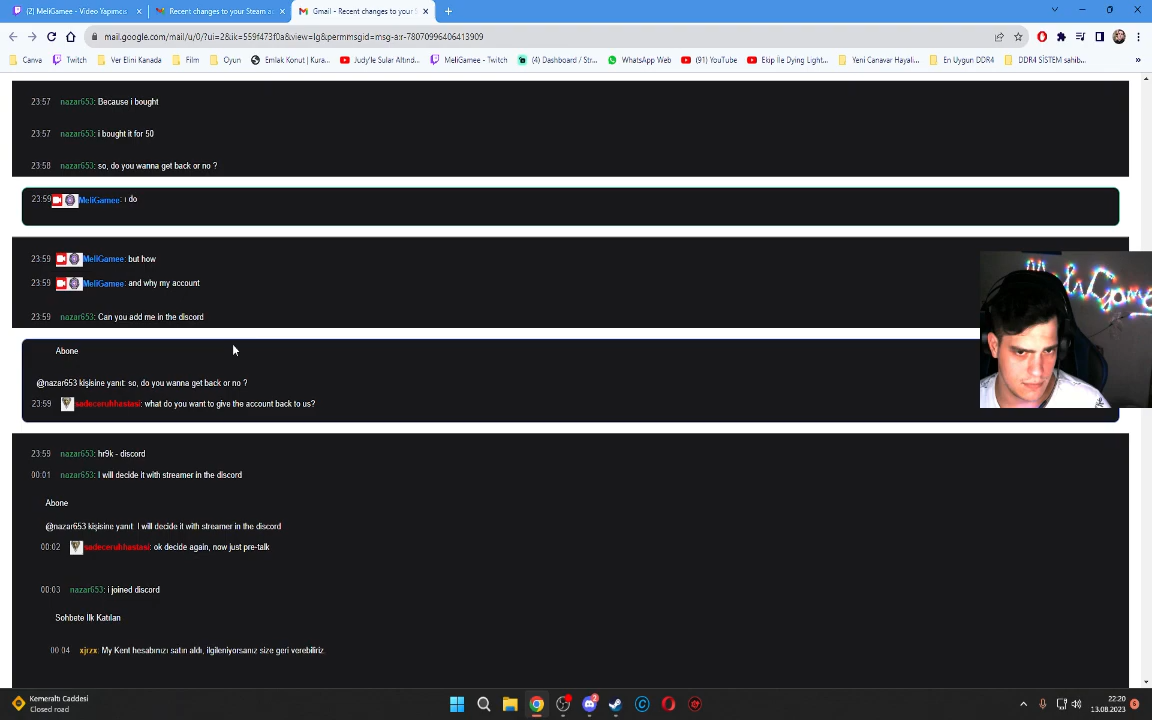 (2) MeliGamee - Video Yapımcıs
Recent changes to your Steam a
Gmail - Recent changes to your S
mail.google.com/mail/u/0/?ui=2&ik=559f473f0a&view=lg&permmsgid=msg-a:r-78070996406413909
Canva
Twitch
Ver Elini Kanada
Film
Oyun
Emlak Konut | Kura...
Judy'le Sular Altınd...
MeliGamee - Twitch
(4) Dashboard / Str...
WhatsApp Web
(91) YouTube
Ekip İle Dying Light...
Yeni Canavar Hayali...
En Uygun DDR4
DDR4 SİSTEM sahib...
23:57 nazar653: Because i bought
23:57 nazar653: i bought it for 50
23:58 nazar653: so, do you wanna get back or no ?
23:59 MeliGamee: i do
23:59 MeliGamee: but how
23:59 MeliGamee: and why my account
23:59 nazar653: Can you add me in the discord
Abone
@nazar653 kişisine yanıt: so, do you wanna get back or no ?
23:59 sadeceruhhastasi: what do you want to give the account back to us?
23:59 nazar653: hr9k - discord
00:01 nazar653: I will decide it with streamer in the discord
Abone
@nazar653 kişisine yanıt: I will decide it with streamer in the discord
00:02 sadeceruhhastasi: ok decide again, now just pre-talk
00:03 nazar653: i joined discord
Sohbete Ilk Katılan
00:04 xjrzx: My Kent hesabınızı satın aldı, ilgileniyorsanız size geri verebiliriz.
MeliGame
Kemeraltı Caddesi
Closed road
22:20
13.08.2023